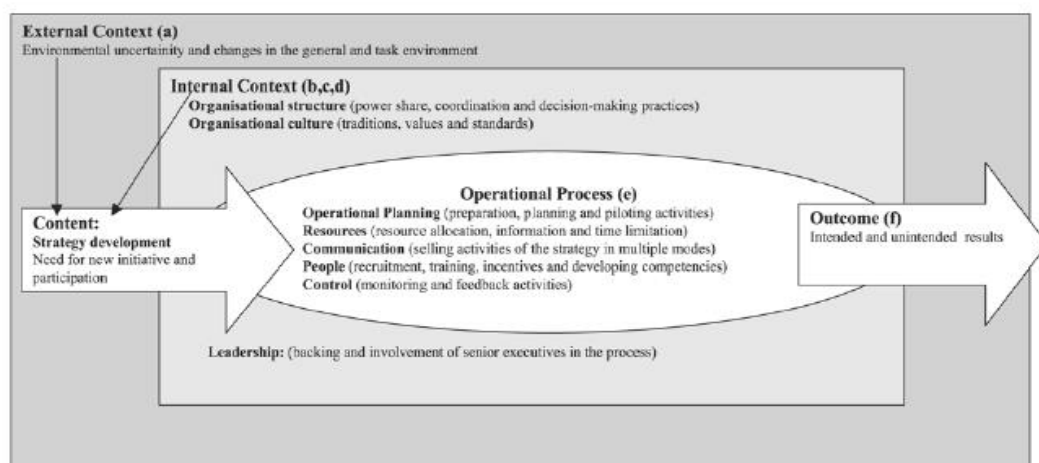 External Context (a)
Environmental uncertainity and changes in the general and task environment
Internal Context (b,c,d)
Organisational structure (power share, coordination and decision-making practices)
Organisational culture (traditions, values and standards)
Operational Process (e)
Operational Planning (preparation, planning and piloting activities)
Resources (resource allocation, information and time limitation)
Communication (selling activities of the strategy in multiple modes)
People (recruitment, training, incentives and developing competencies)
Control (monitoring and feedback activities)
Content:
Strategy development
Need for new initiative and
participation
Outcome (f)
Intended and unintended results
Leadership: (backing and involvement of senior executives in the process)